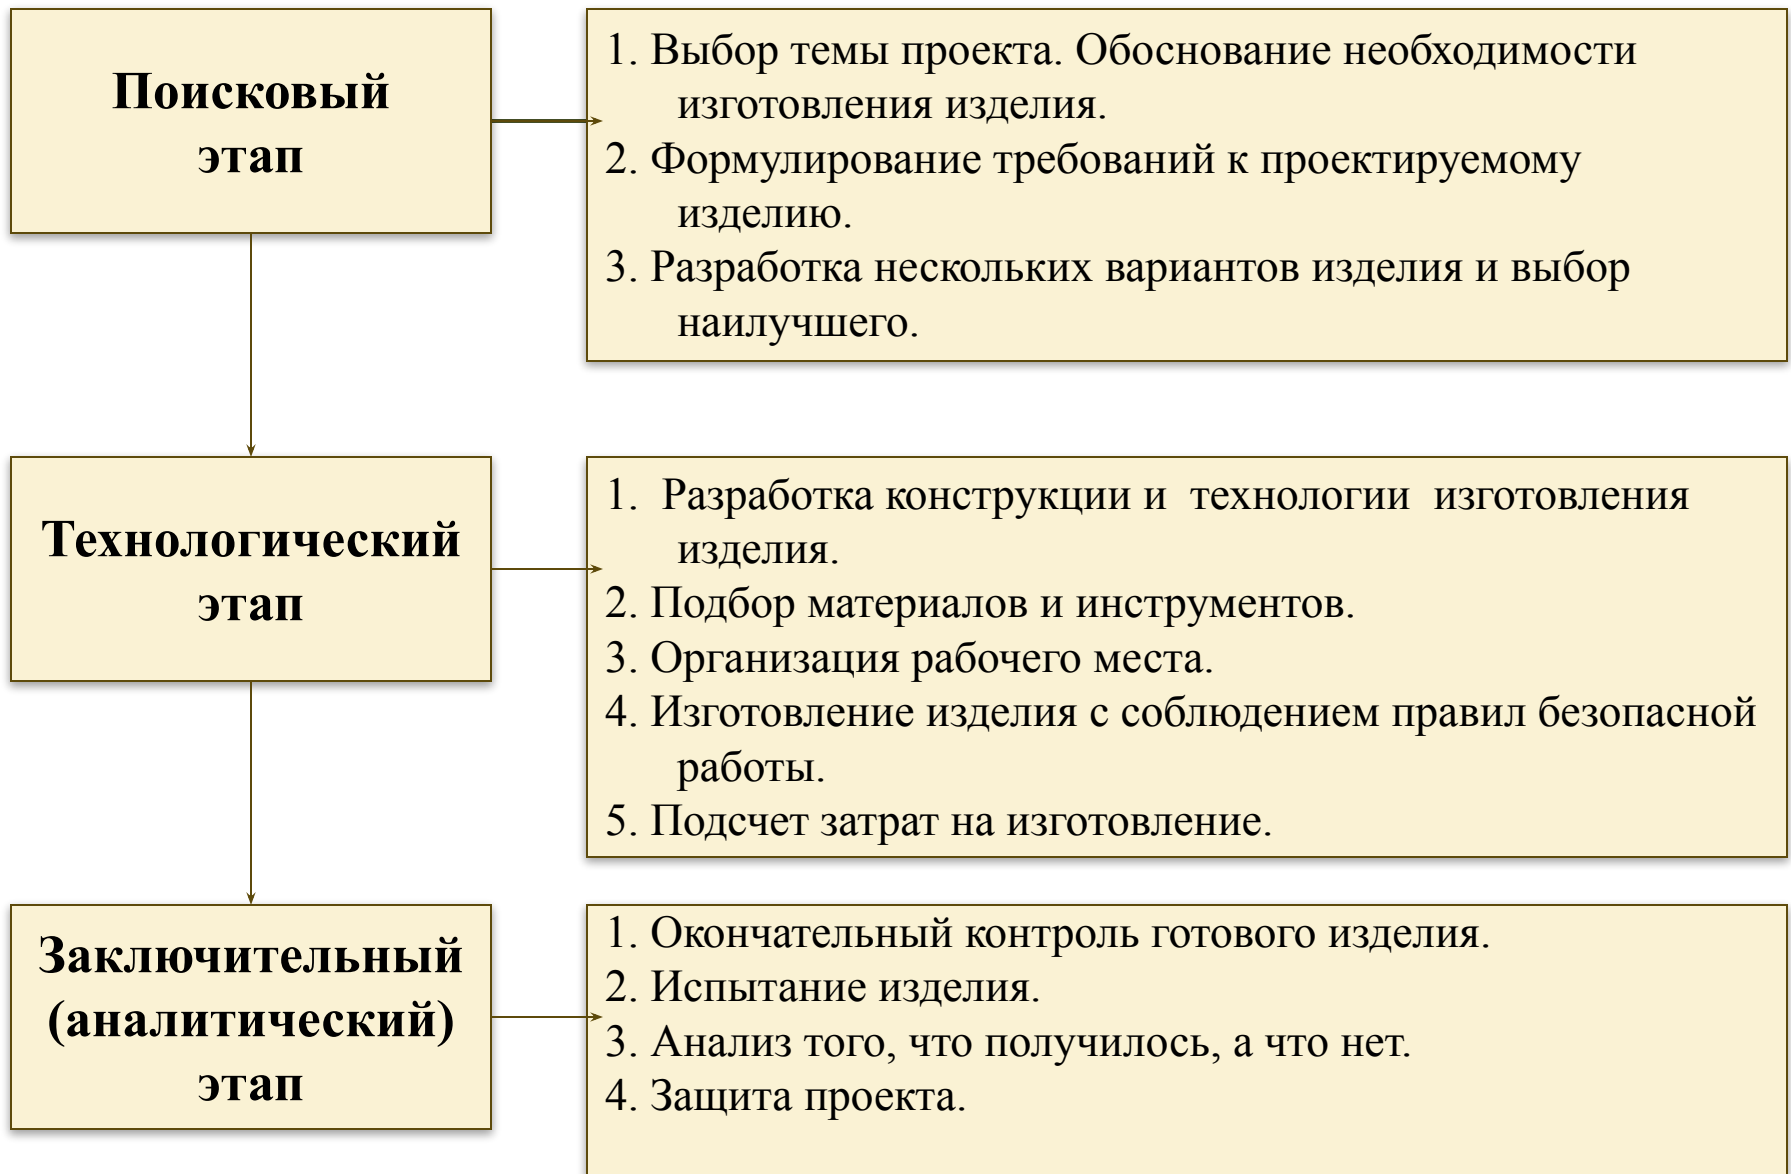 Поисковый
этап
1. Выбор темы проекта. Обоснование необходимости
изготовления изделия.
2. Формулирование требований к проектируемому
изделию.
3. Разработка нескольких вариантов изделия и выбор
наилучшего.
Технологический
этап
1. Разработка конструкции и технологии изготовления
изделия.
2. Подбор материалов и инструментов.
3. Организация рабочего места.
4. Изготовление изделия с соблюдением правил безопасной
работы.
5. Подсчет затрат на изготовление.
Заключительный
(аналитический)
этап
1. Окончательный контроль готового изделия.
2. Испытание изделия.
3. Анализ того, что получилось, а что нет.
4. Защита проекта.